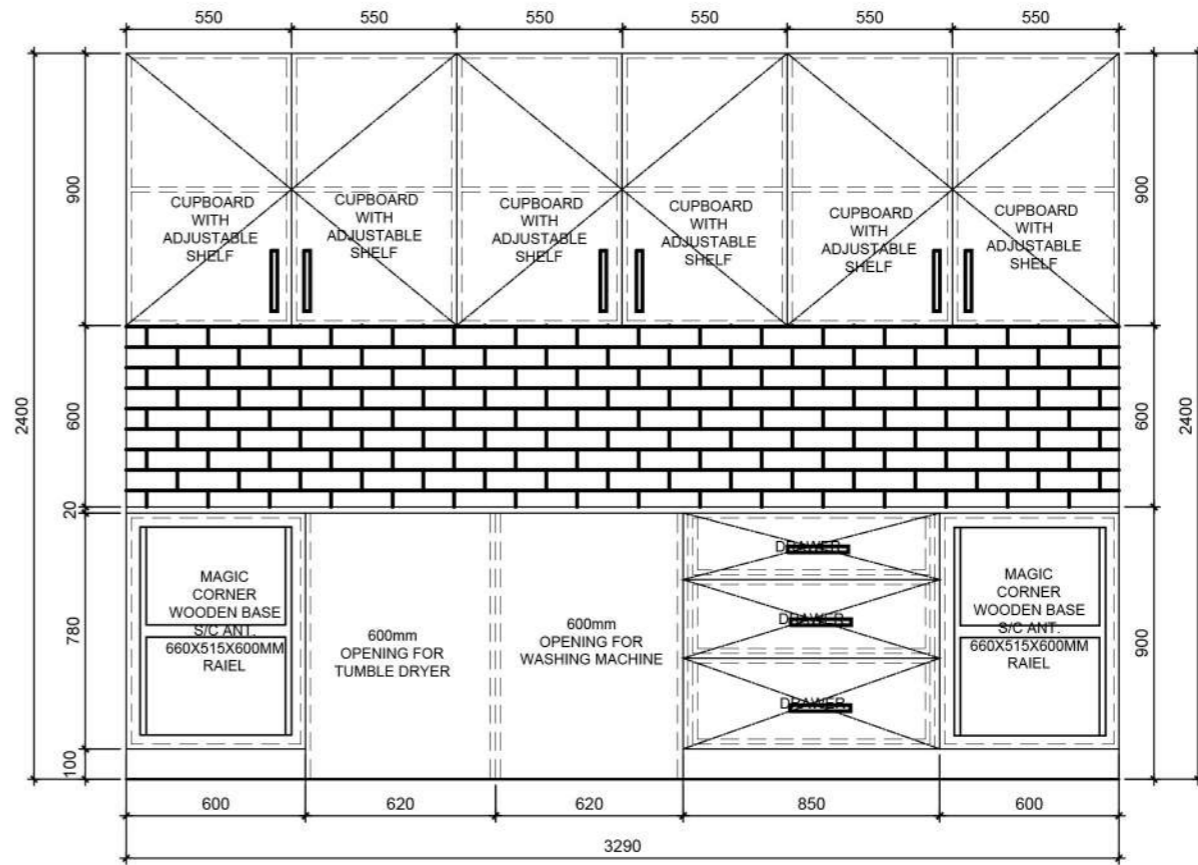 550
550
550
550
550
550
2400
900
600
20
780
100
CUPBOARD
WITH
ADJUSTABLE
SHELF
CUPBOARD
WITH
ADJUSTABLE
SHELF
CUPBOARD
WITH
ADJUSTABLE
SHELF
CUPBOARD
WITH
ADJUSTABLE
SHELF
CUPBOARD
WITH
ADJUSTABLE
SHELF
CUPBOARD
WITH
ADJUSTABLE
SHELF
900
600
900
2400
MAGIC
CORNER
WOODEN BASE
S/C ANT.
660X515X600MM
RAIEL
600mm
OPENING FOR
TUMBLE DRYER
600mm
OPENING FOR
WASHING MACHINE
DRAWER
DRAWER
DRAWER
MAGIC
CORNER
WOODEN BASE
S/C ANT.
660X515X600MM
RAIEL
600
620
620
850
600
3290